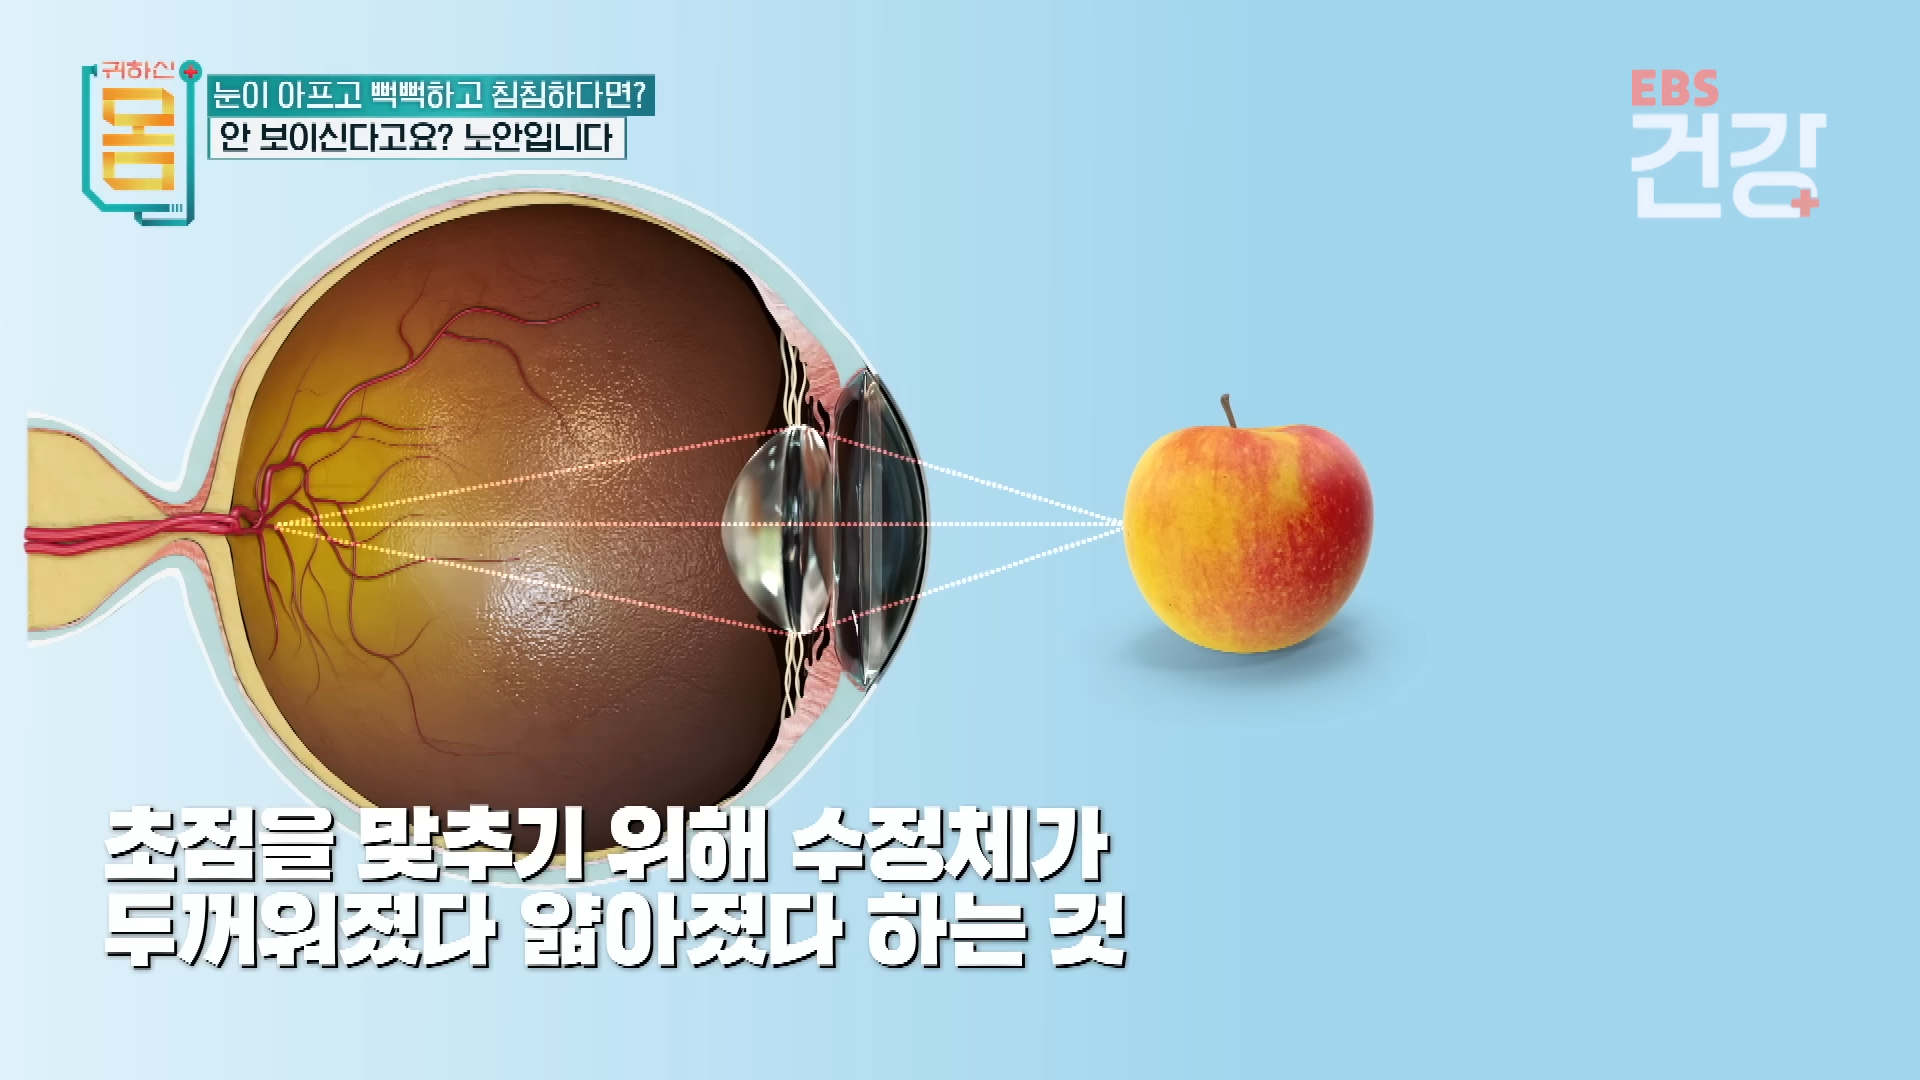 귀하신
몸
눈이 아프고 뻑뻑하고 침침하다면?
안 보이신다고요? 노안입니다
EBS
건강
초점을 맞추기 위해 수정체가
두꺼워졌다 얇아졌다 하는 것